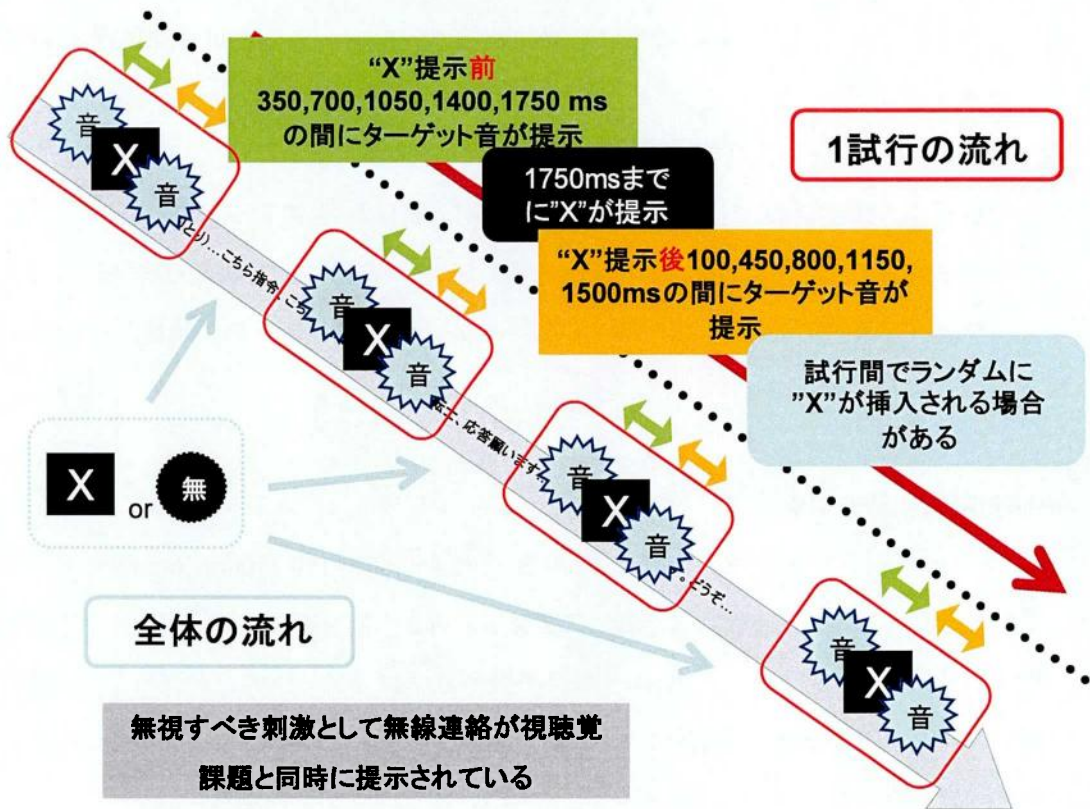 “X”提示前
350,700,1050,1400,1750 ms
の間にターゲット音が提示
1試行の流れ
1750msまで
に”X”が提示
“X”提示後100,450,800,1150,
1500msの間にターゲット音が
提示
試行間でランダムに
”X”が挿入される場合
がある
音
X
音
とり)…こちら指令、こち
音
X
音
転士、応答願います…
音
X
音
。どうぞ…
音
X
音
X or 無
全体の流れ
無視すべき刺激として無線連絡が視聴覚
課題と同時に提示されている